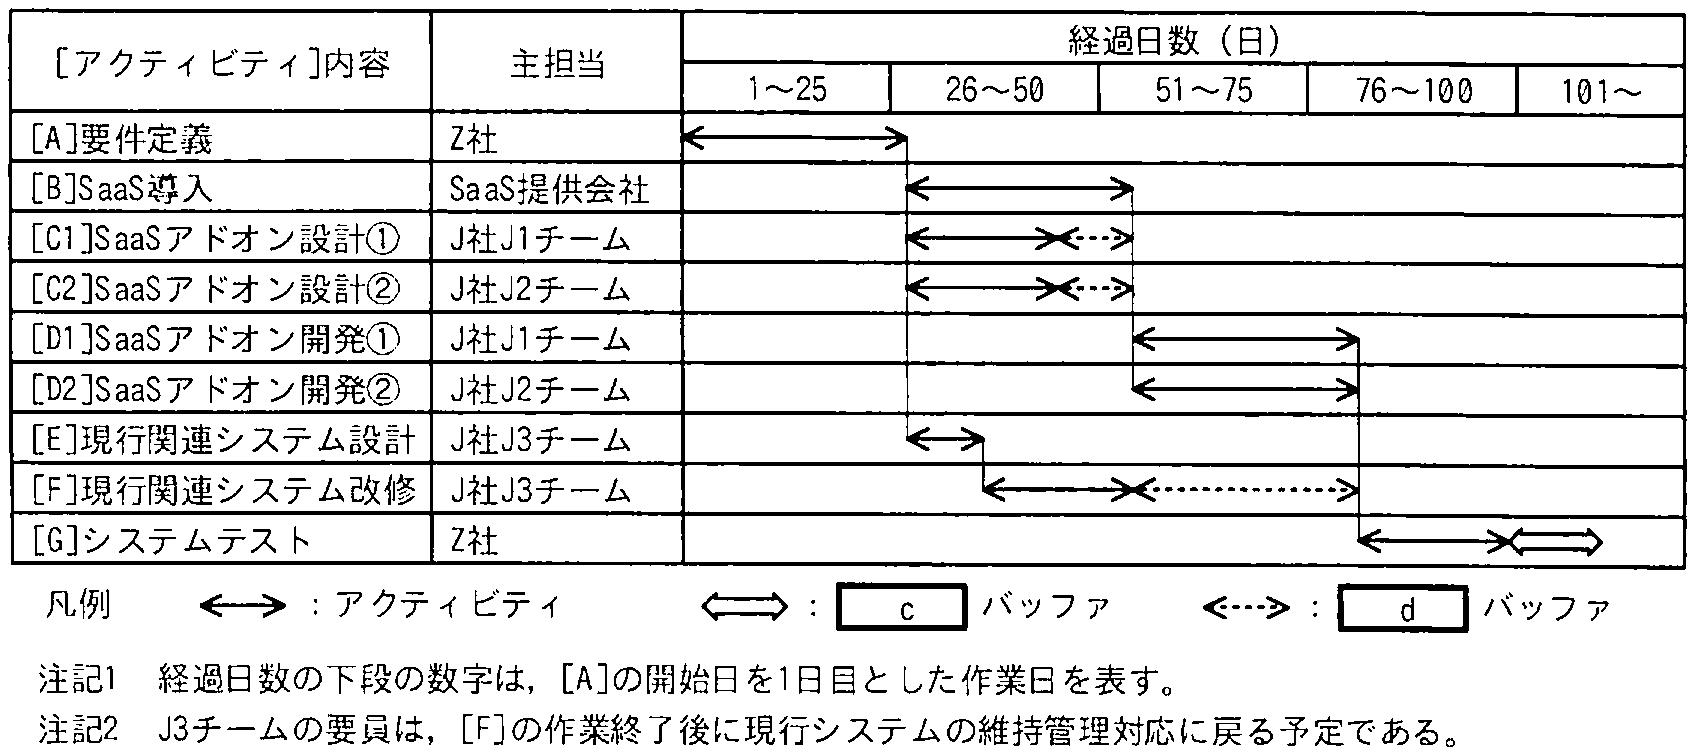 [アクティビティ]内容 主担当 経過日数（日）
1～25 26～50 51～75 76～100 101～
[A]要件定義 Z社
[B]SaaS導入 SaaS提供会社
[C1]SaaSアドオン設計① J社J1チーム
[C2]SaaSアドオン設計② J社J2チーム
[D1]SaaSアドオン開発① J社J1チーム
[D2]SaaSアドオン開発② J社J2チーム
[E]現行関連システム設計 J社J3チーム
[F]現行関連システム改修 J社J3チーム
[G]システムテスト Z社
凡例 ：アクティビティ ： c バッファ ： d バッファ
注記1 経過日数の下段の数字は，[A]の開始日を1日目とした作業日を表す。
注記2 J3チームの要員は，[F]の作業終了後に現行システムの維持管理対応に戻る予定である。